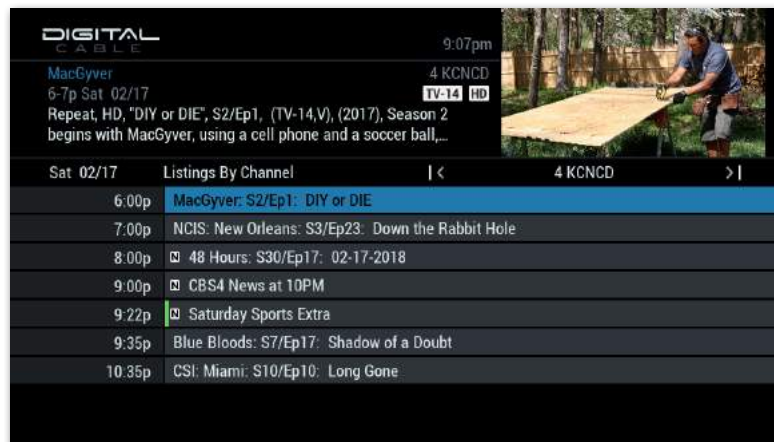 DIGITAL
CABLE
9:07pm
MacGyver
4 KCNCD
6-7p Sat 02/17
TV-14 HD
Repeat, HD, "DIY or DIE", S2/Ep1, (TV-14,V), (2017), Season 2
begins with MacGyver, using a cell phone and a soccer ball,...
Sat 02/17 Listings By Channel |< 4 KCNCD >|
6:00p MacGyver: S2/Ep1: DIY or DIE
7:00p NCIS: New Orleans: S3/Ep23: Down the Rabbit Hole
8:00p N 48 Hours: S30/Ep17: 02-17-2018
9:00p N CBS4 News at 10PM
9:22p N Saturday Sports Extra
9:35p Blue Bloods: S7/Ep17: Shadow of a Doubt
10:35p CSI: Miami: S10/Ep10: Long Gone